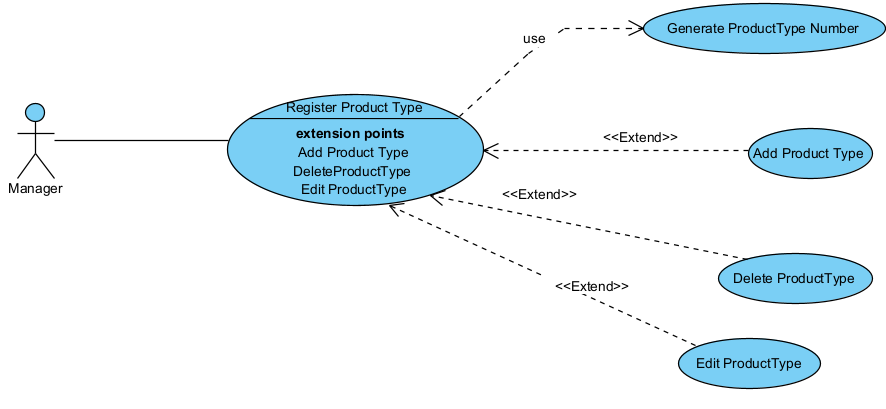 Generate ProductType Number
use
Register Product Type
extension points
Add Product Type
DeleteProductType
Edit ProductType
Manager
<<Extend>>
Add Product Type
<<Extend>>
Delete ProductType
<<Extend>>
Edit ProductType